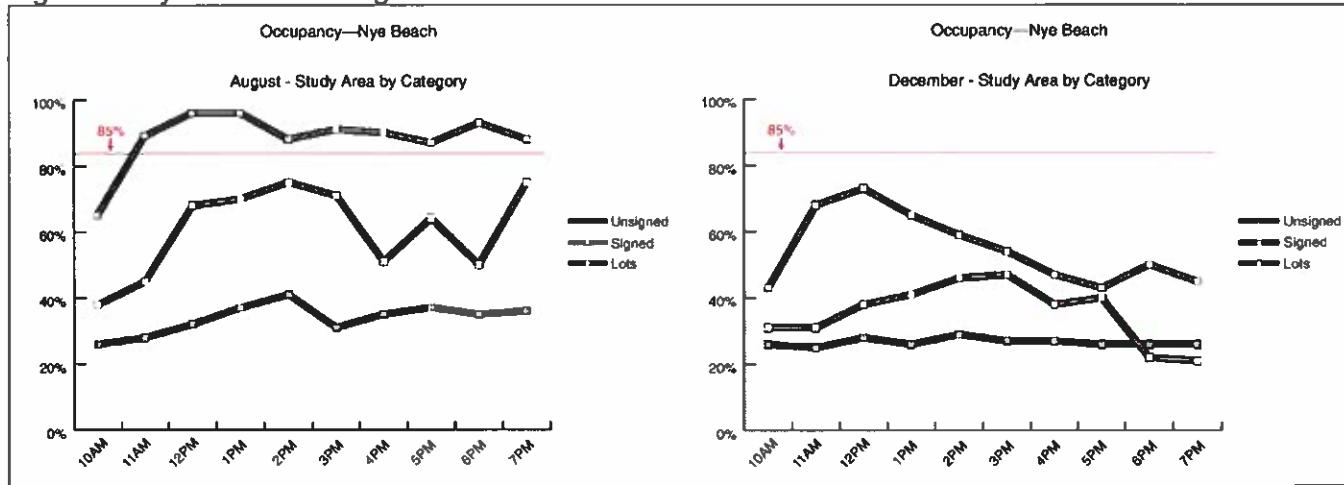 Occupancy—Nye Beach
August - Study Area by Category
100%
85%
80%
60%
40%
20%
0%
10AM
11AM
12PM
1PM
2PM
3PM
4PM
5PM
6PM
7PM
Unsigned
Signed
Lots
Occupancy—Nye Beach
December - Study Area by Category
100%
85%
80%
60%
40%
20%
0%
10AM
11AM
12PM
1PM
2PM
3PM
4PM
5PM
6PM
7PM
Unsigned
Signed
Lots